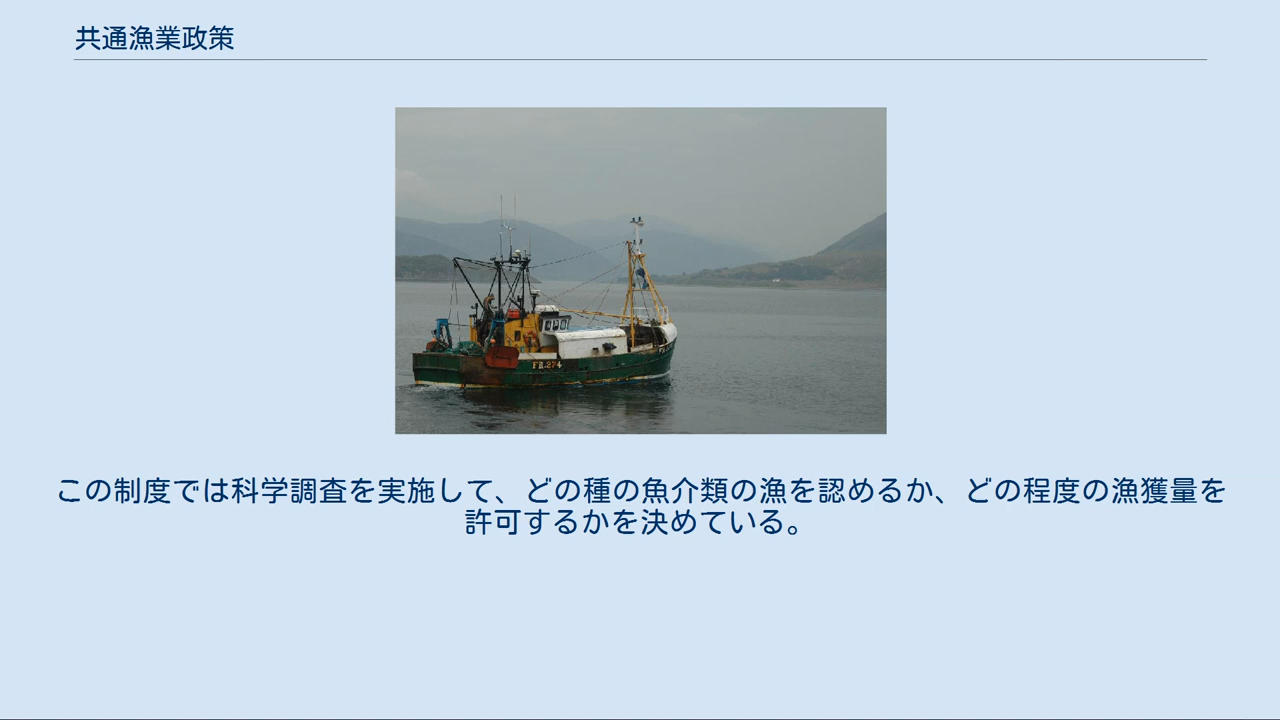 共通漁業政策
FR.274
この制度では科学調査を実施して、どの種の魚介類の漁を認めるか、どの程度の漁獲量を
許可するかを決めている。